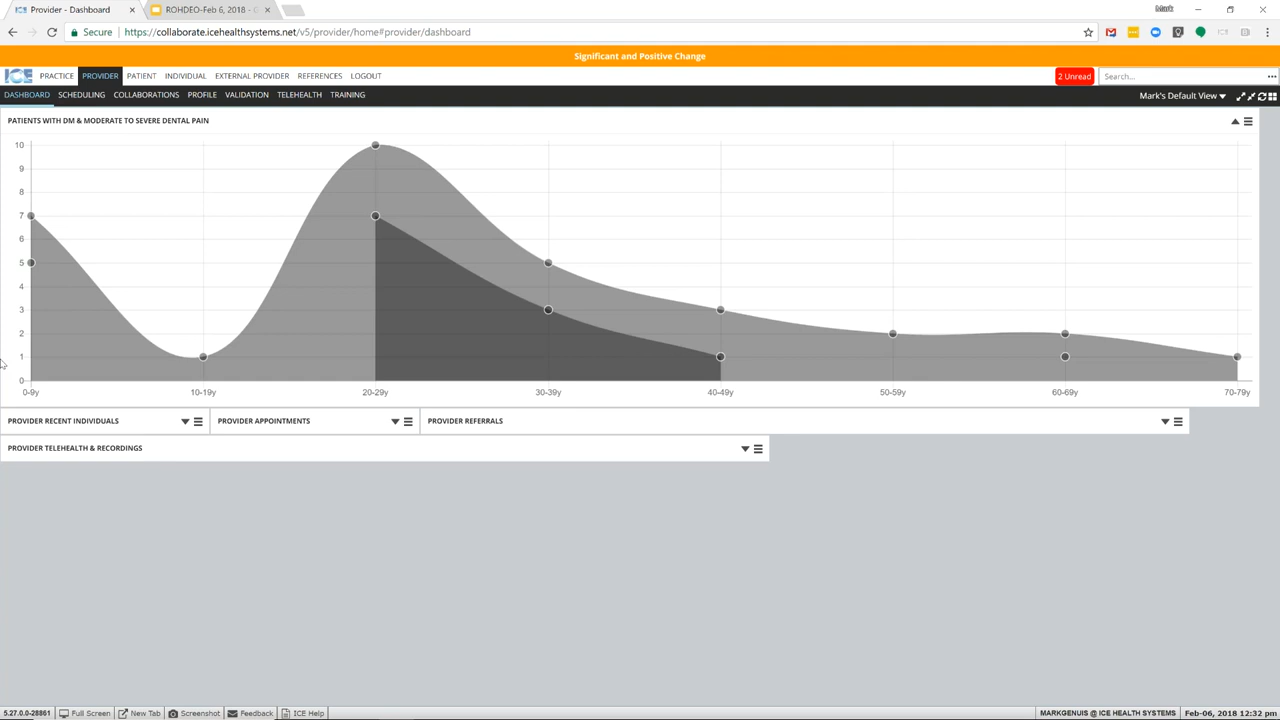 Provider - Dashboard
ROHDEO-Feb 6, 2018 - G
Secure https://collaborate.icehealthsystems.net/v5/provider/home#provider/dashboard
Significant and Positive Change
ICE PRACTICE PROVIDER PATIENT INDIVIDUAL EXTERNAL PROVIDER REFERENCES LOGOUT 2 Unread Search...
DASHBOARD SCHEDULING COLLABORATIONS PROFILE VALIDATION TELEHEALTH TRAINING Mark's Default View
PATIENTS WITH DM & MODERATE TO SEVERE DENTAL PAIN
10
9
8
7
6
5
4
3
2
1
0
0-9y 10-19y 20-29y 30-39y 40-49y 50-59y 60-69y 70-79y
PROVIDER RECENT INDIVIDUALS PROVIDER APPOINTMENTS PROVIDER REFERRALS
PROVIDER TELEHEALTH & RECORDINGS
5.27.0.0-28861 Full Screen New Tab Screenshot Feedback ICE Help MARKGENUIS @ ICE HEALTH SYSTEMS Feb-06, 2018 12:32 pm